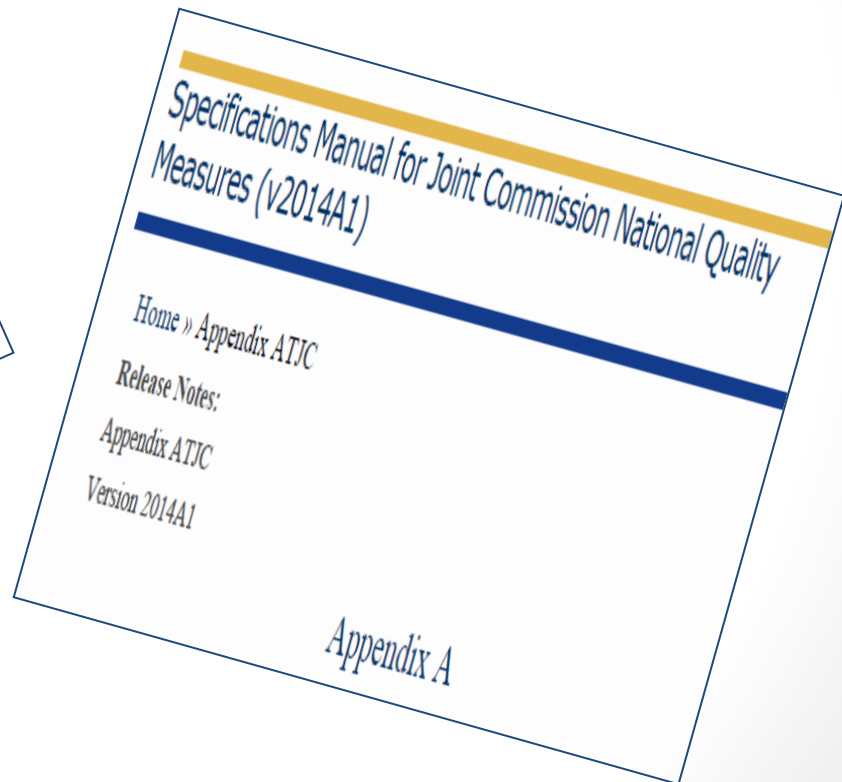 Specifications Manual for Joint Commission National Quality
Measures (v2014A1)
Home » Appendix ATJC
Release Notes:
Appendix ATJC
Version 2014A1
Appendix A